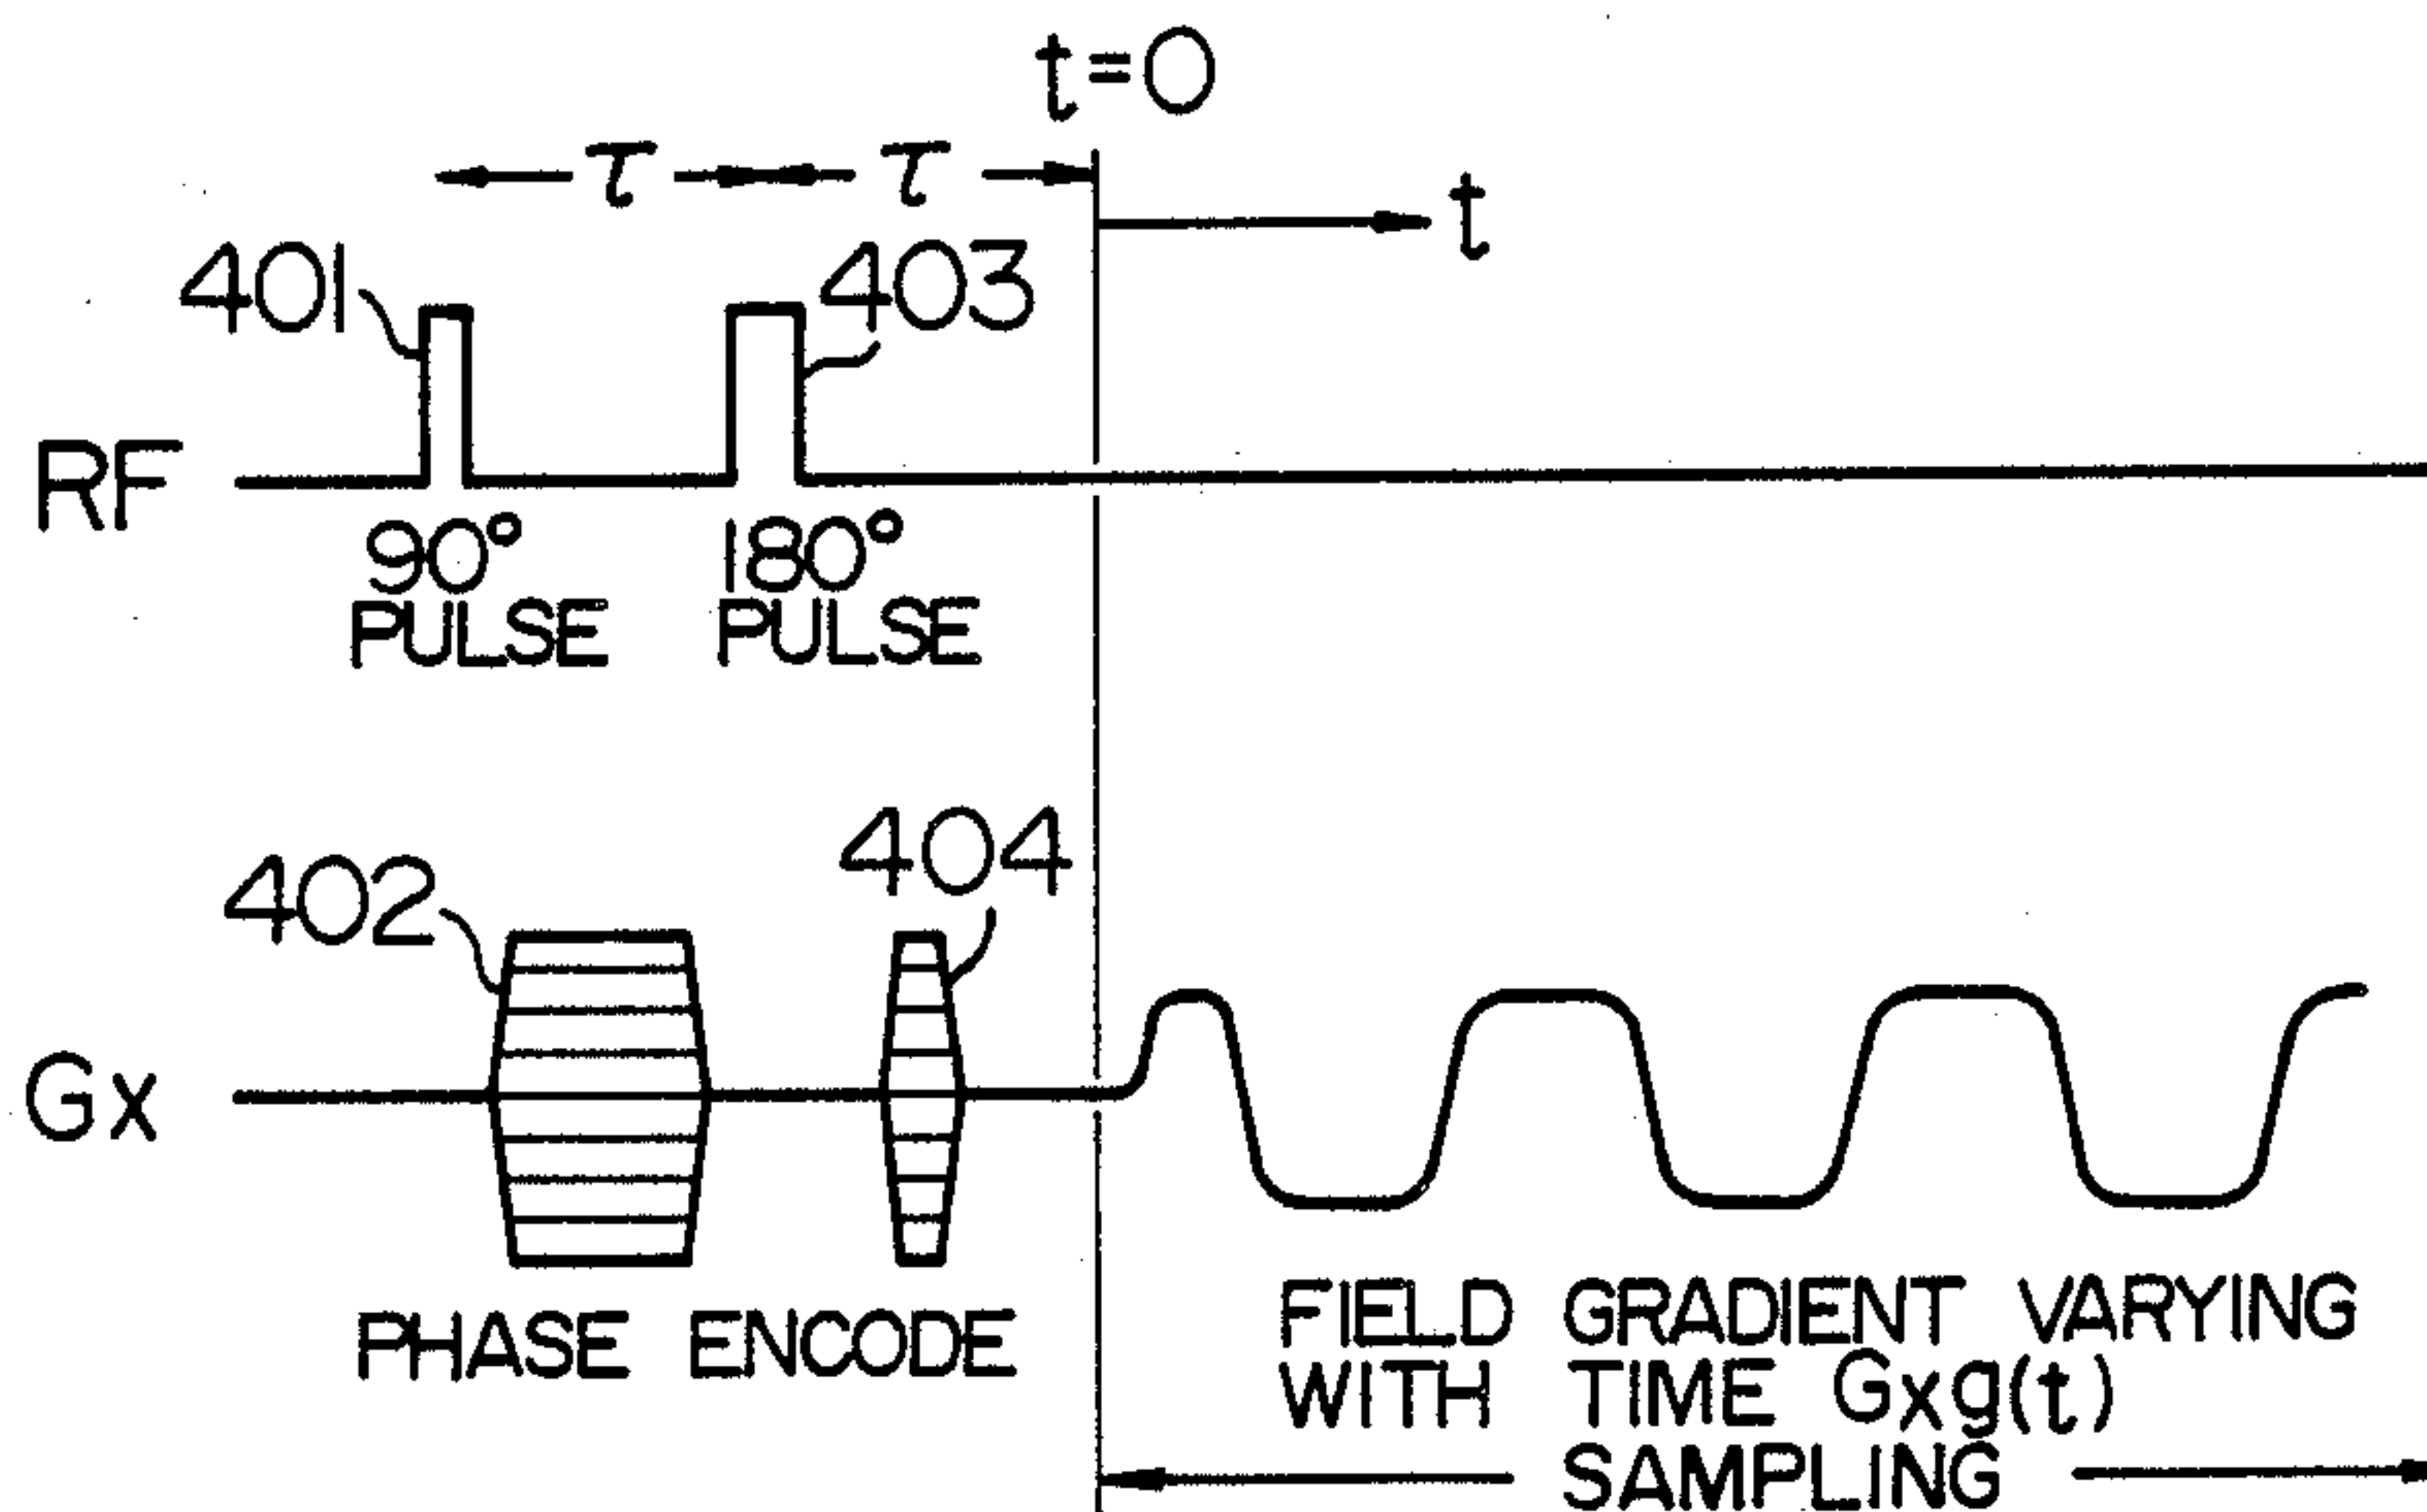 t=0
τ τ
t
401 403
RF
90° 180°
PULSE PULSE
402 404
Gx
PHASE ENCODE
FIELD GRADIENT VARYING
WITH TIME Gxg(t)
SAMPLING